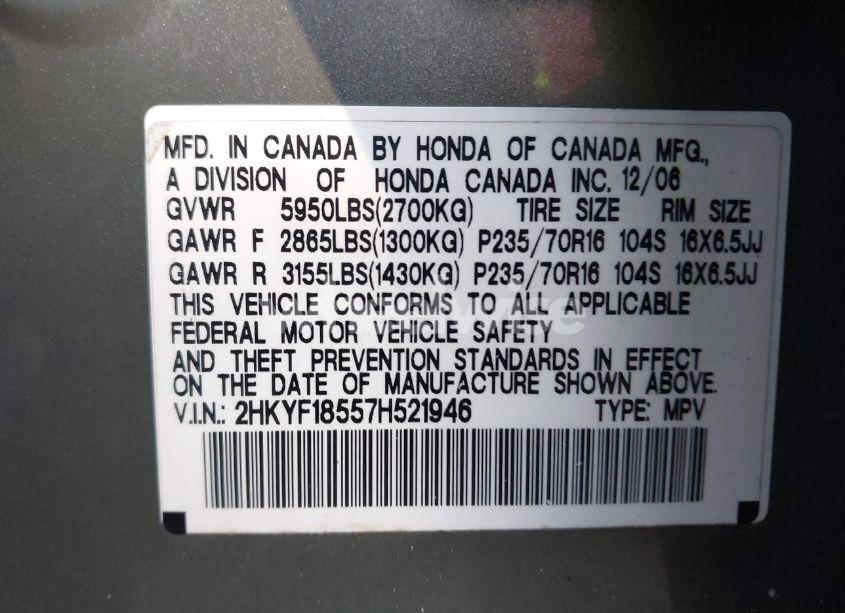 MFD. IN CANADA BY HONDA OF CANADA MFG.,
A DIVISION OF HONDA CANADA INC. 12/06
GVWR 5950LBS(2700KG) TIRE SIZE RIM SIZE
GAWR F 2865LBS(1300KG) P235/70R16 104S 16X6.5JJ
GAWR R 3155LBS(1430KG) P235/70R16 104S 16X6.5JJ
THIS VEHICLE CONFORMS TO ALL APPLICABLE
FEDERAL MOTOR VEHICLE SAFETY
AND THEFT PREVENTION STANDARDS IN EFFECT
ON THE DATE OF MANUFACTURE SHOWN ABOVE.
V.I.N.: 2HKYF18557H521946 TYPE: MPV